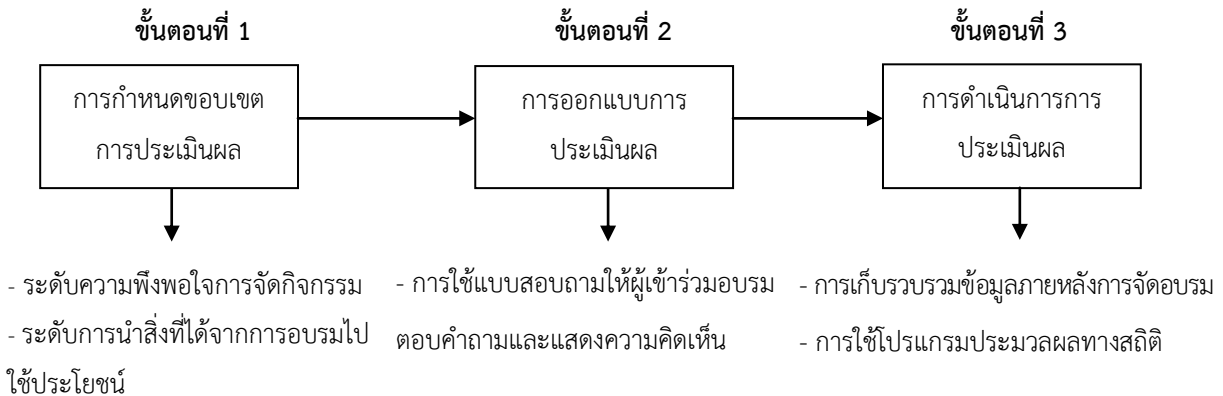 ขั้นตอนที่ 1
การกำหนดขอบเขต
การประเมินผล
- ระดับความพึงพอใจการจัดกิจกรรม
- ระดับการนำสิ่งที่ได้จากการอบรมไป
ใช้ประโยชน์
ขั้นตอนที่ 2
การออกแบบการ
ประเมินผล
- การใช้แบบสอบถามให้ผู้เข้าร่วมอบรม
ตอบคำถามและแสดงความคิดเห็น
ขั้นตอนที่ 3
การดำเนินการการ
ประเมินผล
- การเก็บรวบรวมข้อมูลภายหลังการจัดอบรม
- การใช้โปรแกรมประมวลผลทางสถิติ